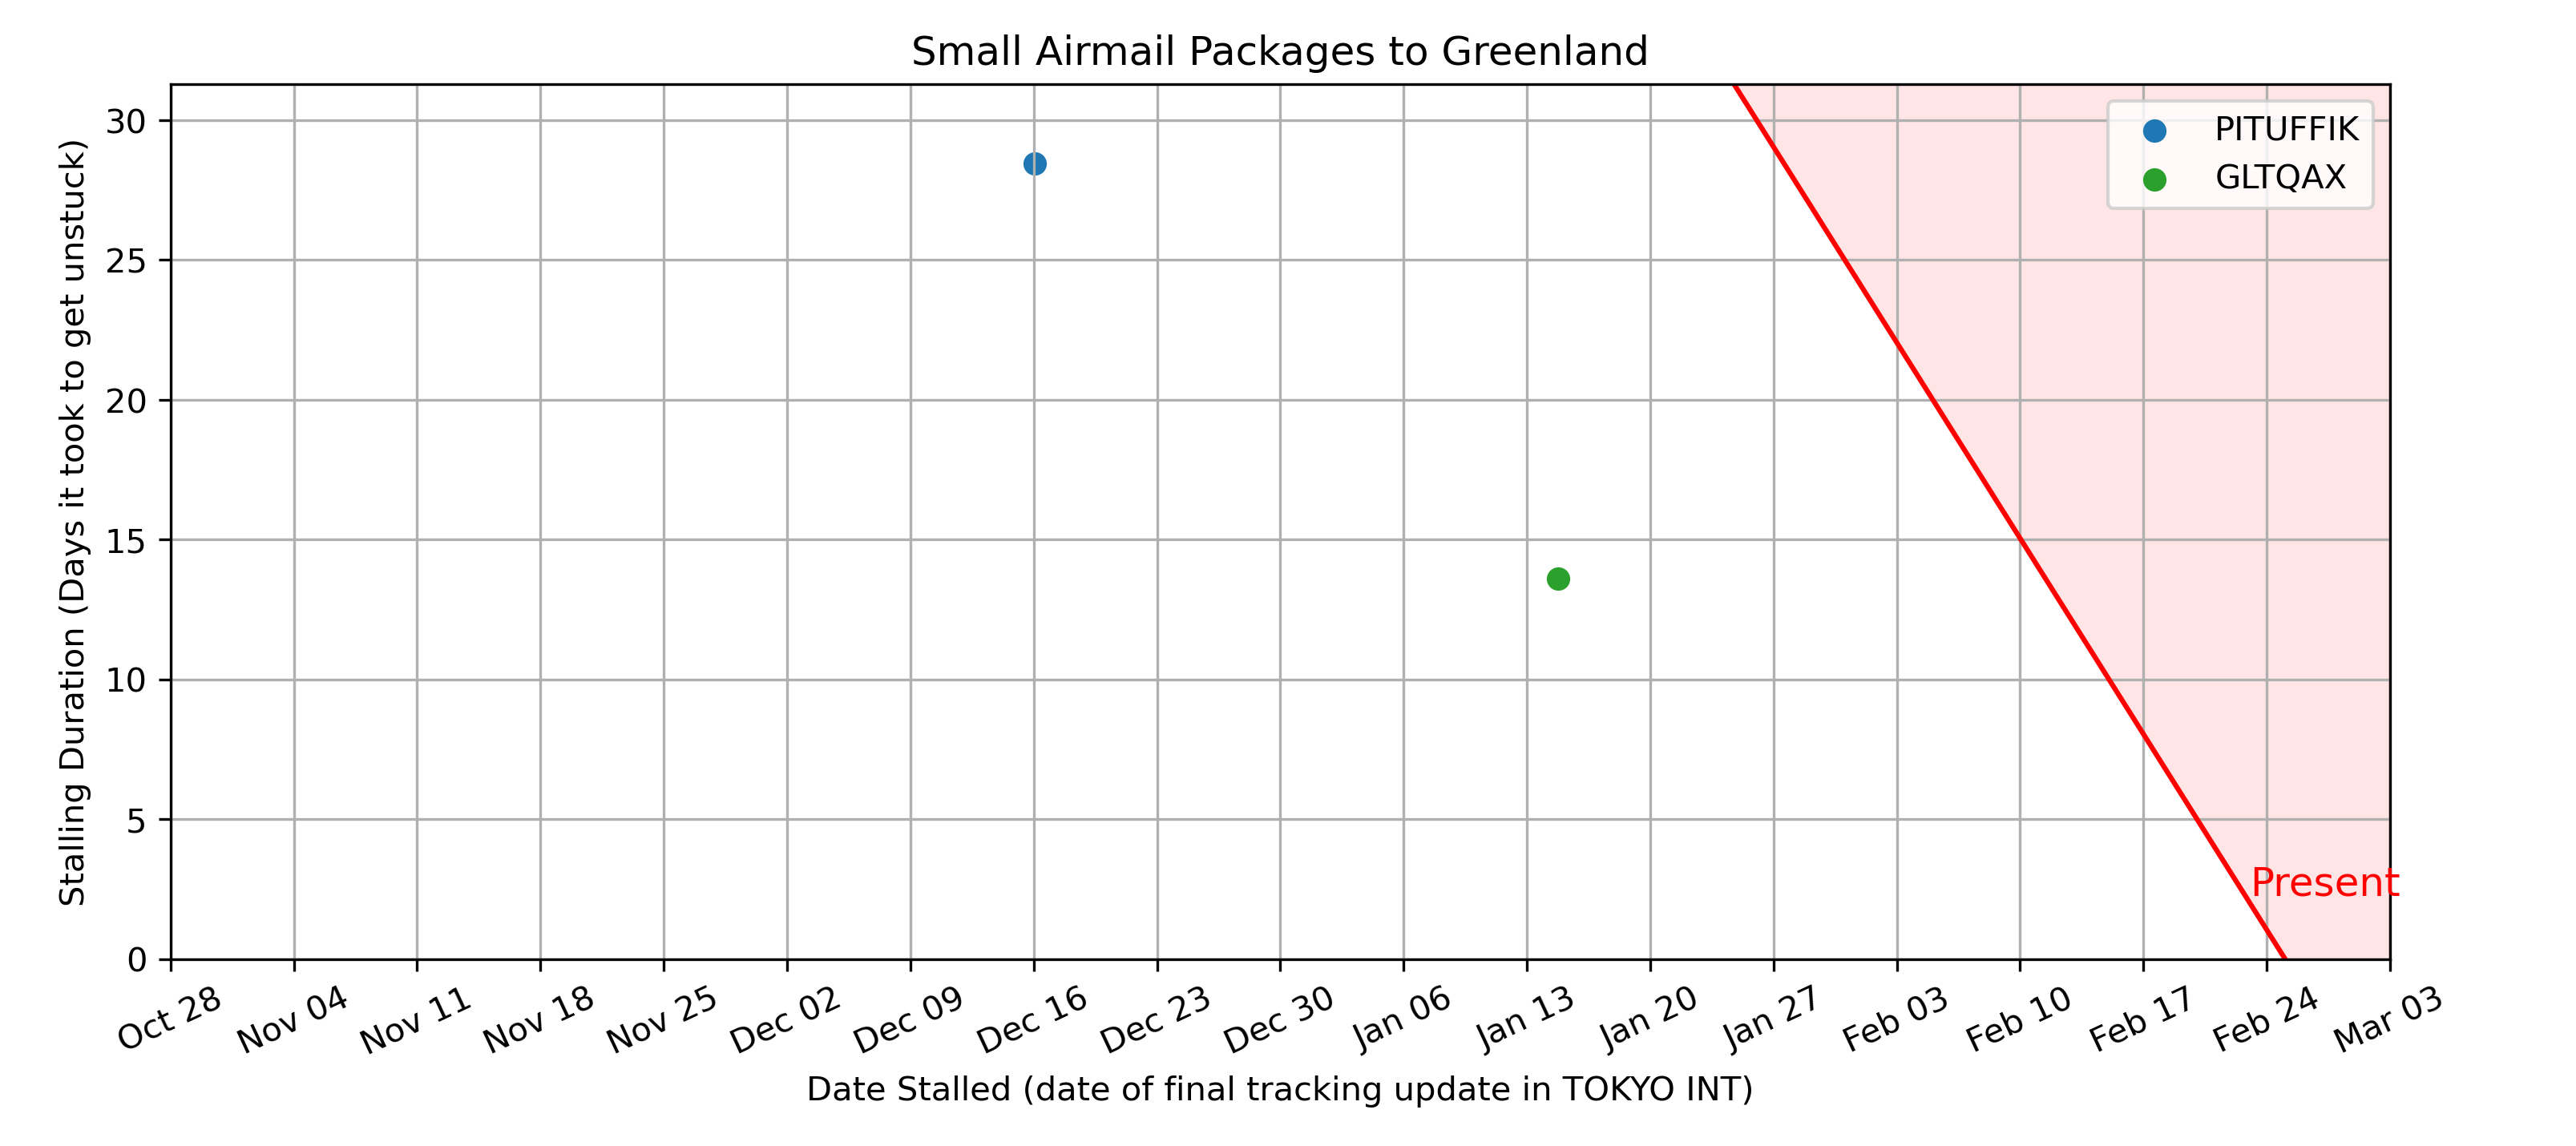 Small Airmail Packages to Greenland
PITUFFIK
GLTQAX
Stalling Duration (Days it took to get unstuck)
30
25
20
15
10
5
0
Present
Oct 28
Nov 04
Nov 11
Nov 18
Nov 25
Dec 02
Dec 09
Dec 16
Dec 23
Dec 30
Jan 06
Jan 13
Jan 20
Jan 27
Feb 03
Feb 10
Feb 17
Feb 24
Mar 03
Date Stalled (date of final tracking update in TOKYO INT)